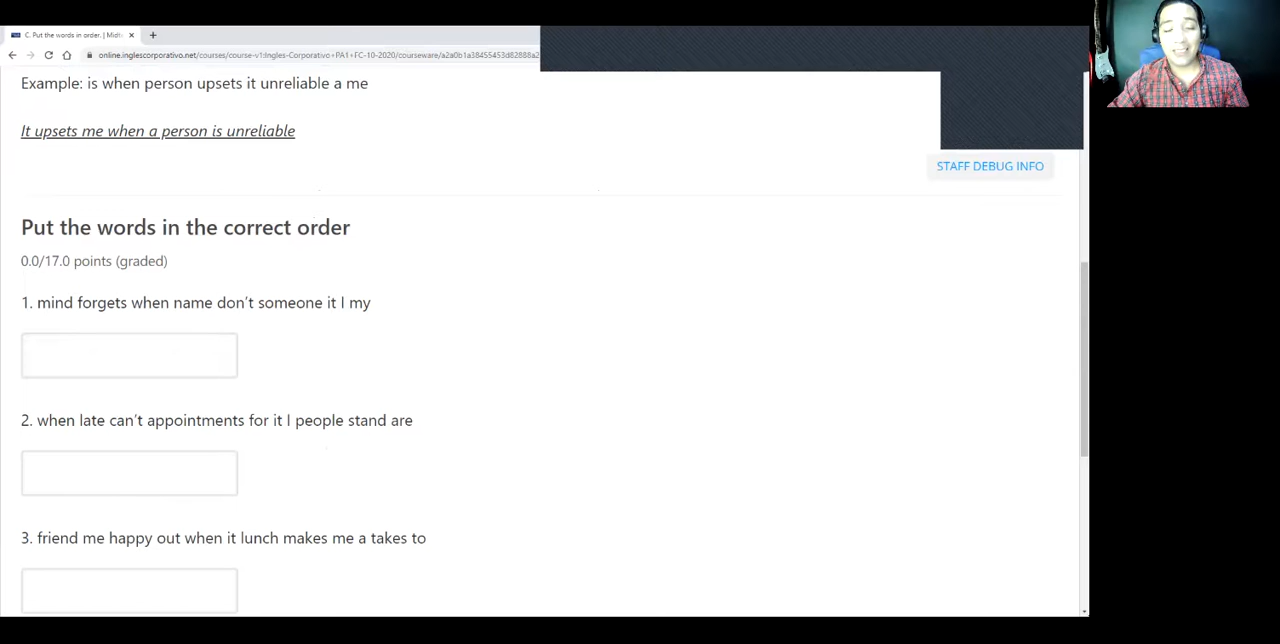 C. Put the words in order. | Midt
online.inglescorporativo.net/courses/course-v1:Ingles-Corporativo+PA1+FC-10-2020/courseware/a2a0b1a38455453d82888a2
Example: is when person upsets it unreliable a me
It upsets me when a person is unreliable
STAFF DEBUG INFO
Put the words in the correct order
0.0/17.0 points (graded)
1. mind forgets when name don’t someone it I my
2. when late can’t appointments for it I people stand are
3. friend me happy out when it lunch makes me a takes to